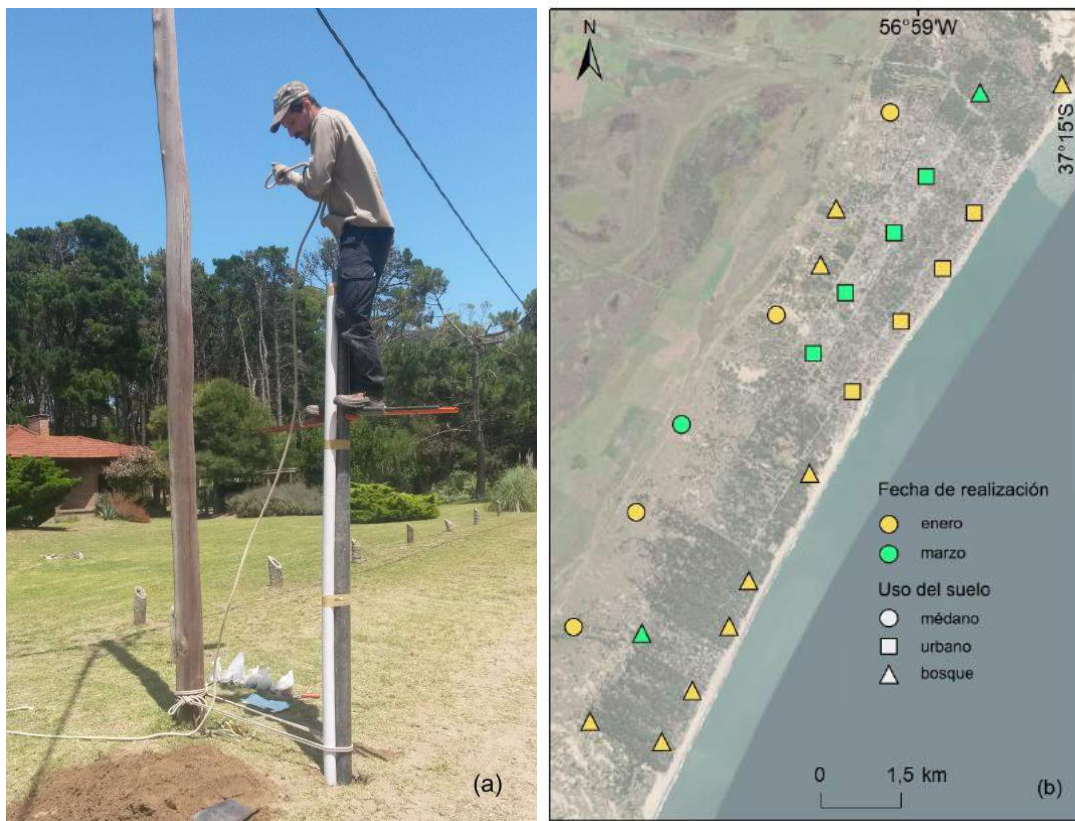 (a)
N
56°59'W
37°15'S
Fecha de realización
enero
marzo
Uso del suelo
médano
urbano
bosque
0 1,5 km
(b)